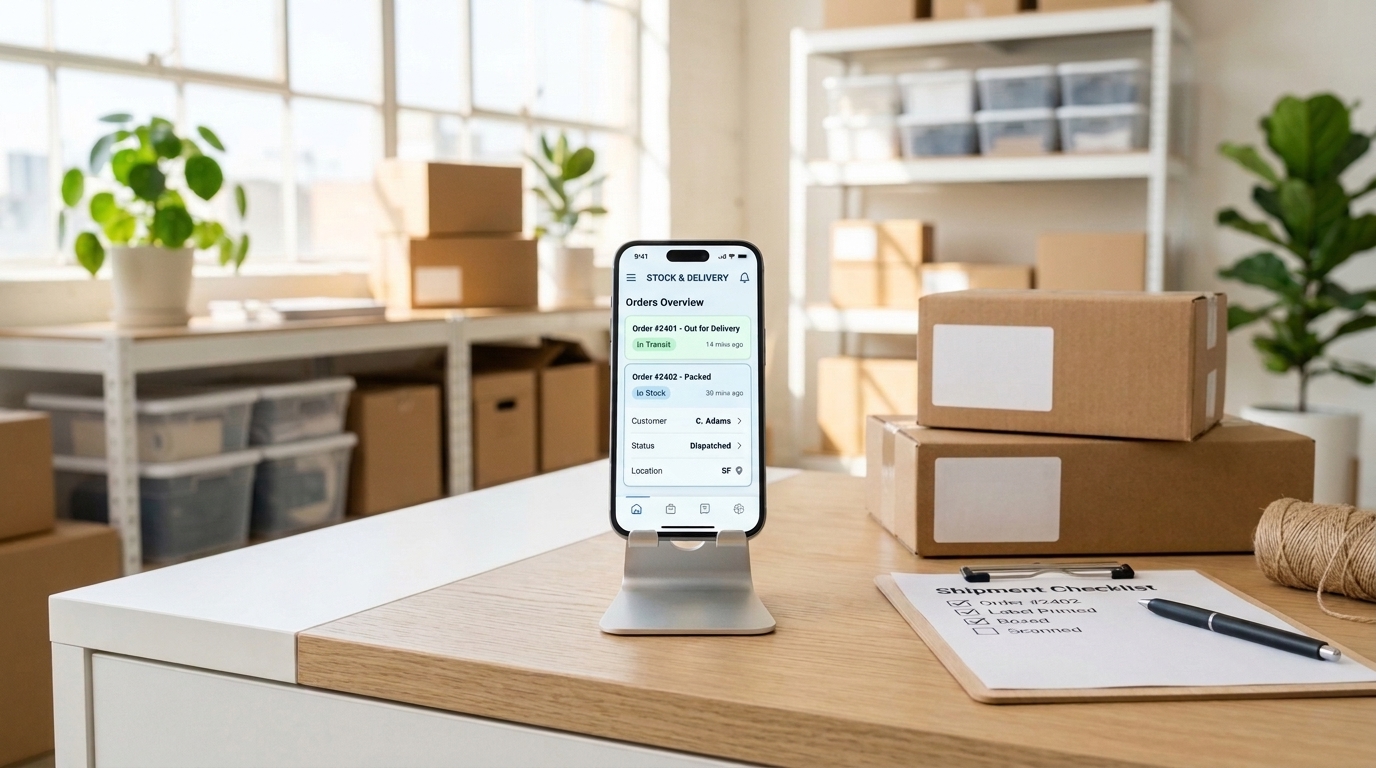 9:41
STOCK & DELIVERY
Orders Overview
Order #2401 - Out for Delivery
In Transit 14 mins ago
Order #2402 - Packed
In Stock 30 mins ago
Customer C. Adams
Status Dispatched
Location SF
Shipment Checklist
Order #2402
Label Printed
Boxed
Scanned